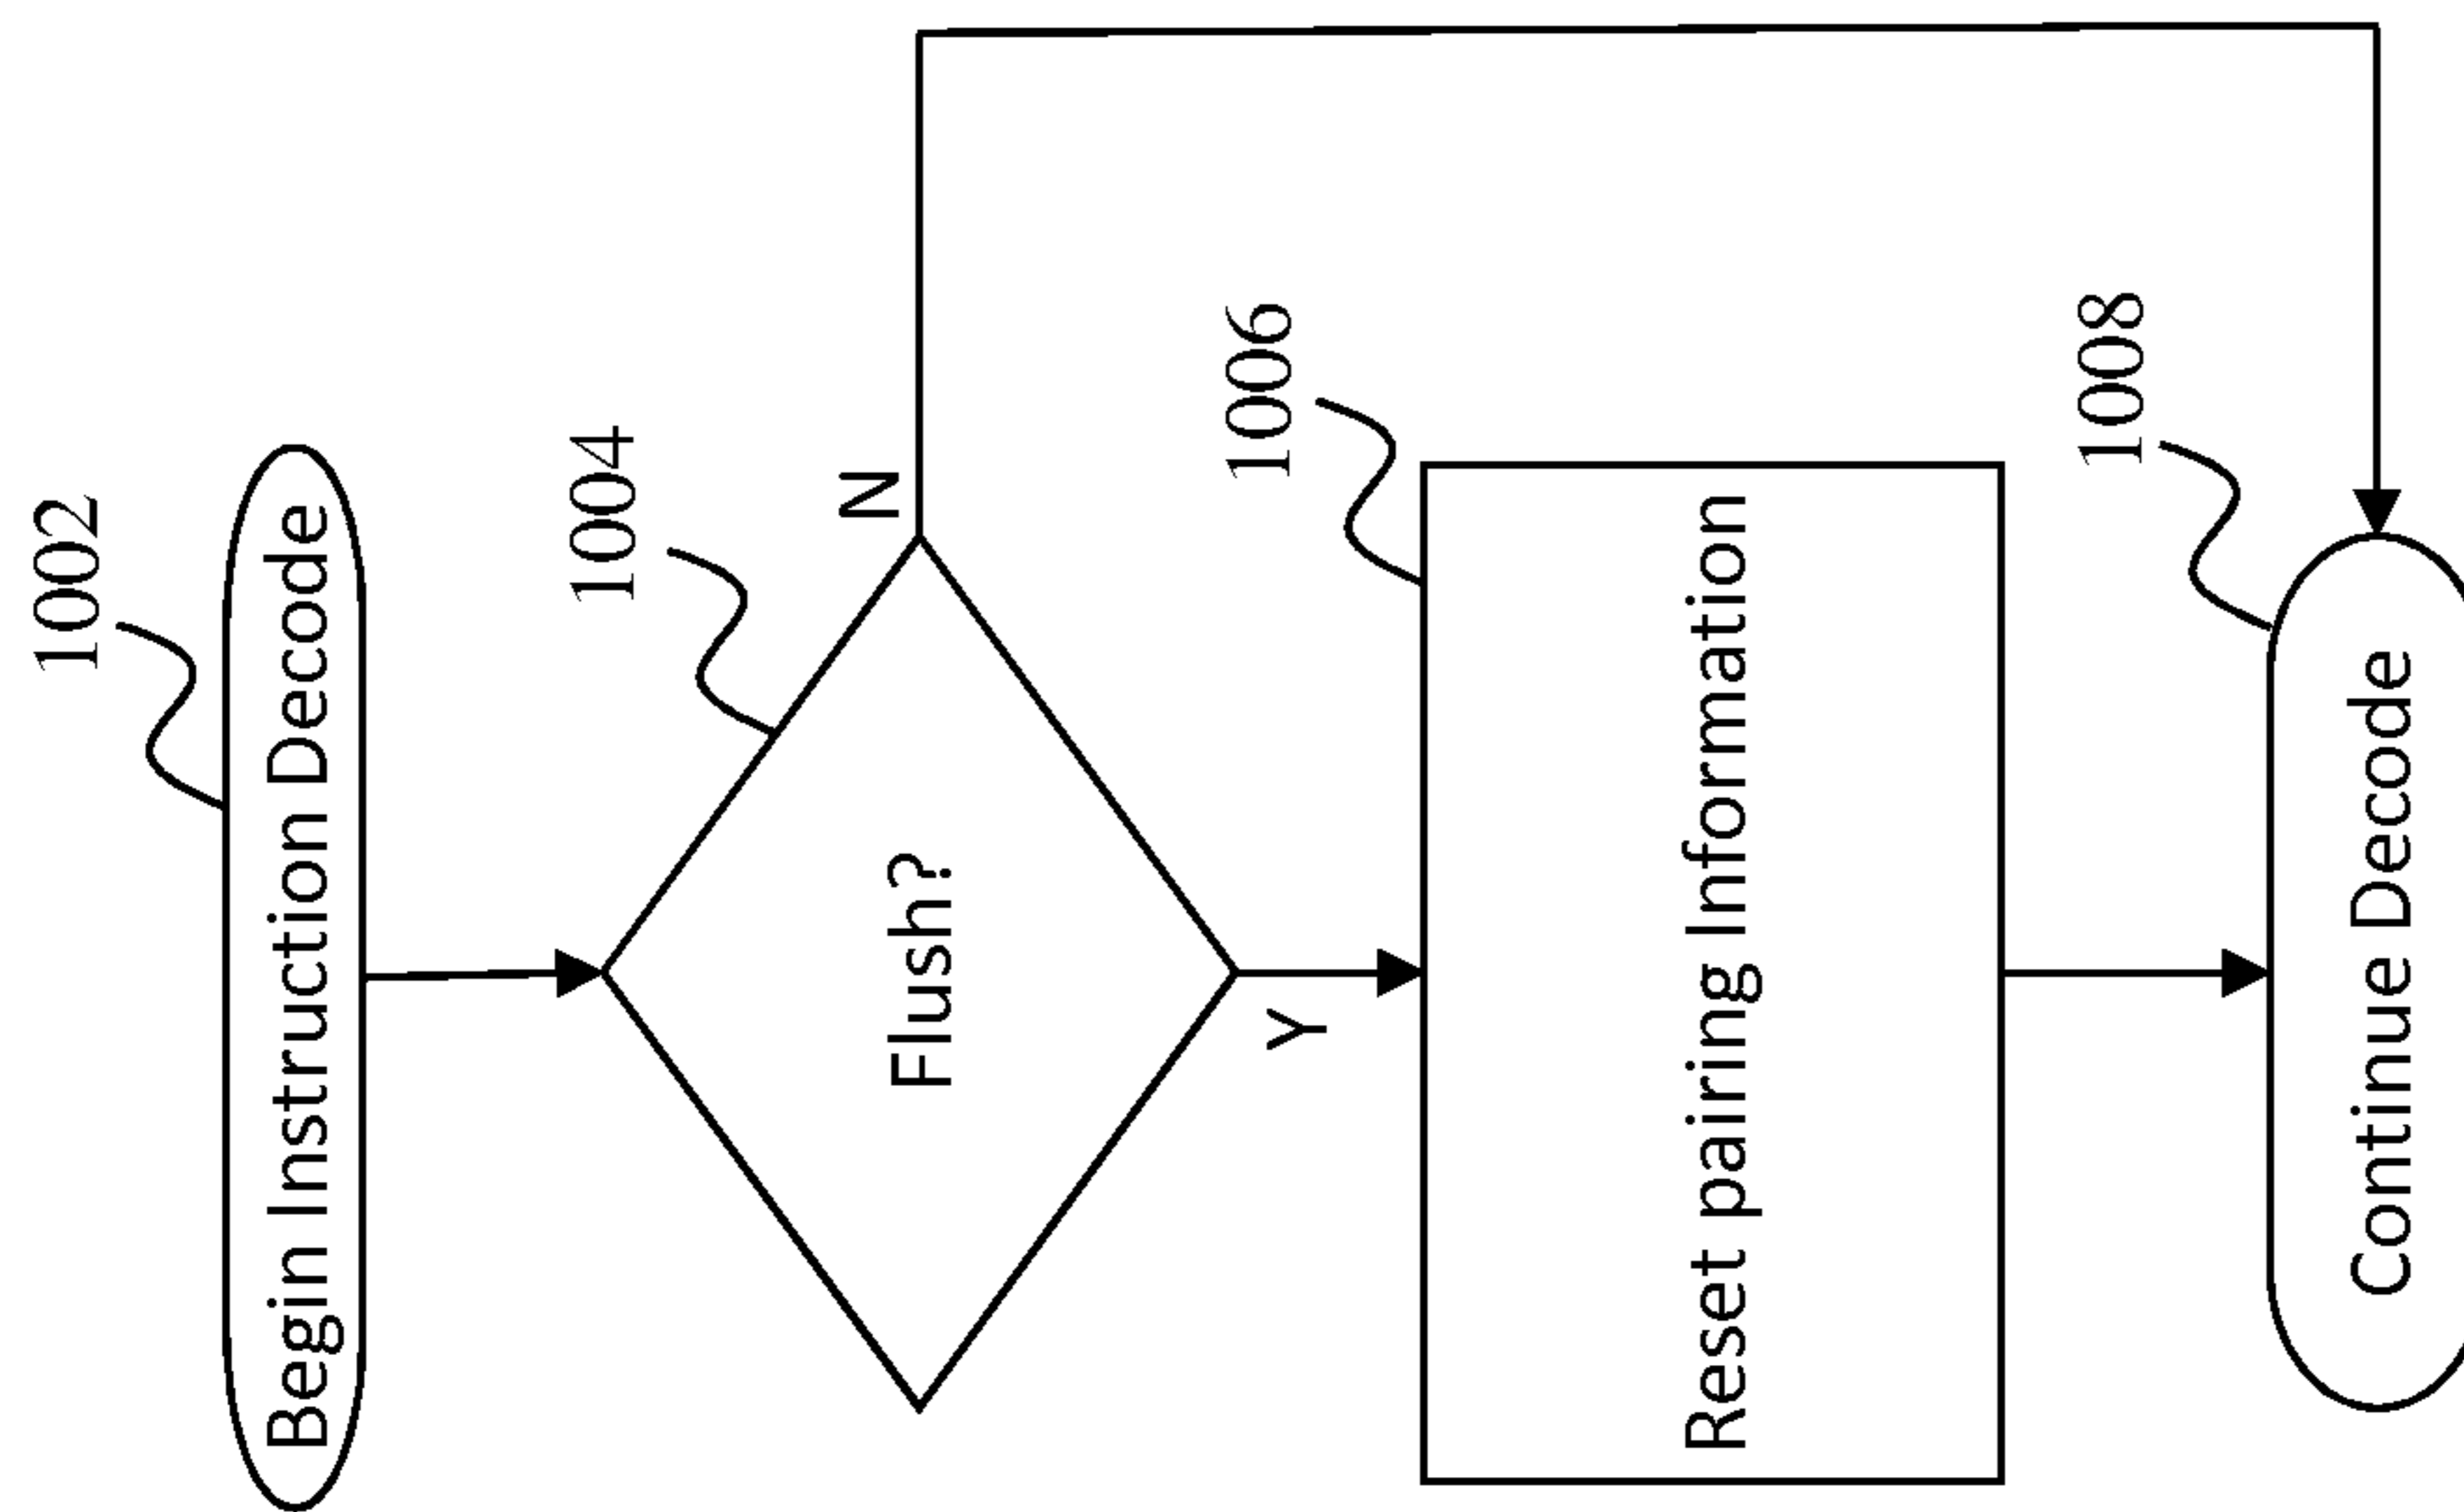 1002
Begin Instruction Decode
1004
Flush?
N
Y
1006
Reset pairing Information
1008
Continue Decode